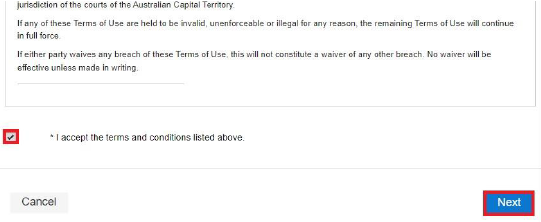 jurisdiction of the courts of the Australian Capital Territory.
If any of these Terms of Use are held to be invalid, unenforceable or illegal for any reason, the remaining Terms of Use will continue
in full force.
If either party waives any breach of these Terms of Use, this will not constitute a waiver of any other breach. No waiver will be
effective unless made in writing.
* I accept the terms and conditions listed above.
Cancel
Next